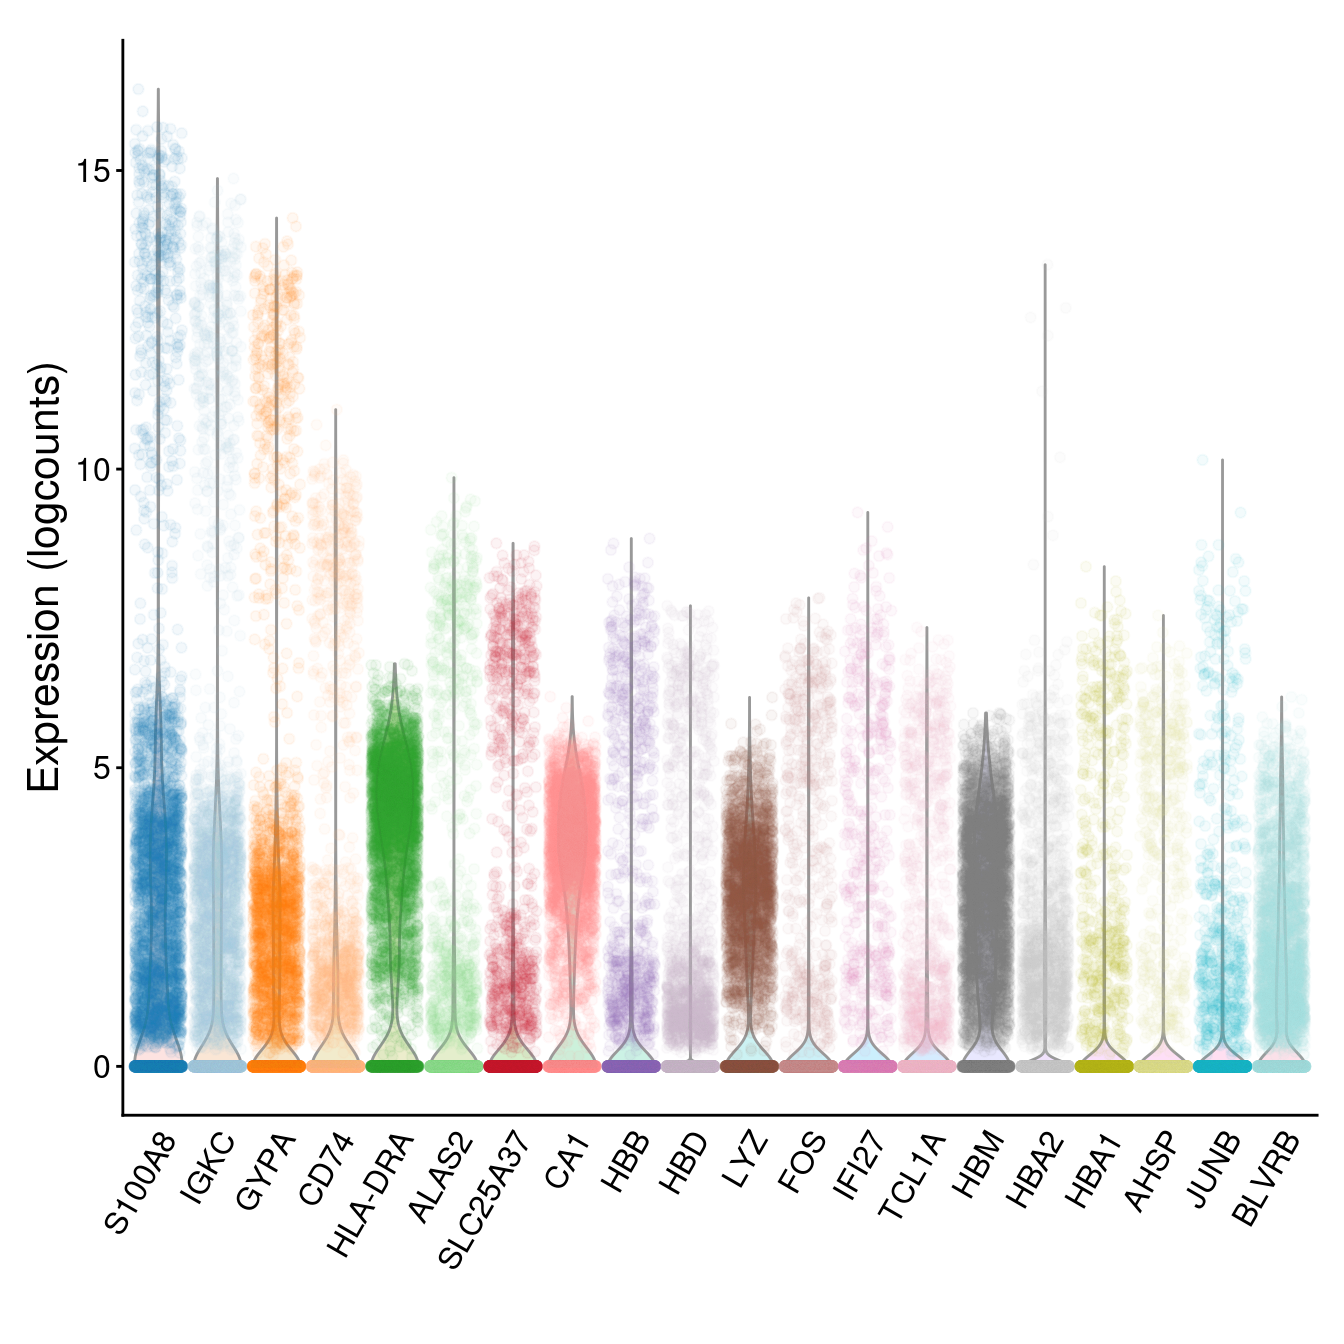 Expression (logcounts)
15
10
5
0
S100A8
IGKC
GYPA
CD74
HLA-DRA
ALAS2
SLC25A37
CA1
HBB
HBD
LYZ
FOS
IFI27
TCL1A
HBM
HBA2
HBA1
AHSP
JUNB
BLVRB